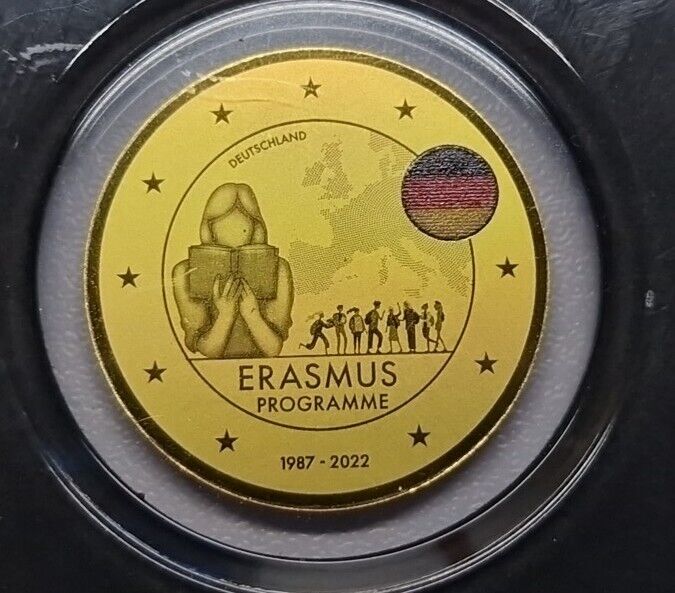 DEUTSCHLAND
ERASMUS
PROGRAMME
1987 - 2022